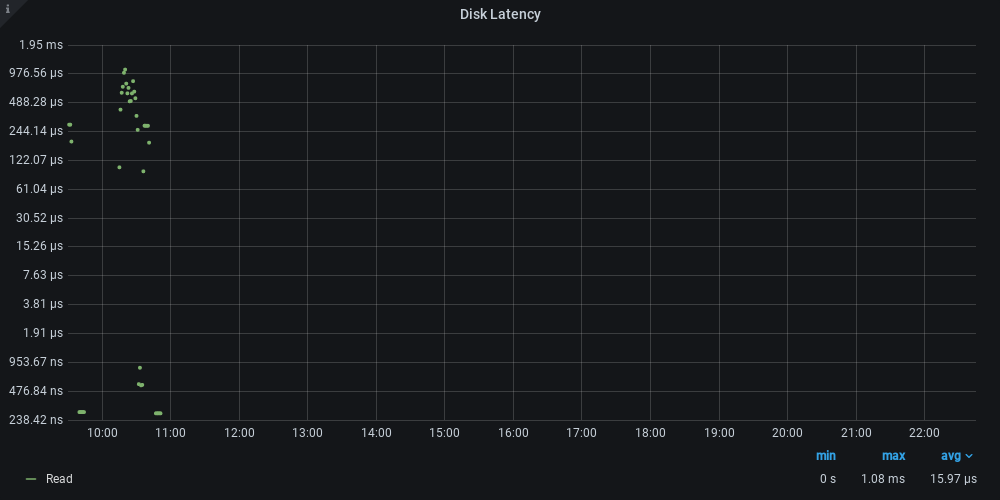 i
Disk Latency
1.95 ms
976.56 µs
488.28 µs
244.14 µs
122.07 µs
61.04 µs
30.52 µs
15.26 µs
7.63 µs
3.81 µs
1.91 µs
953.67 ns
476.84 ns
238.42 ns
10:00 11:00 12:00 13:00 14:00 15:00 16:00 17:00 18:00 19:00 20:00 21:00 22:00
min max avg
Read 0 s 1.08 ms 15.97 µs